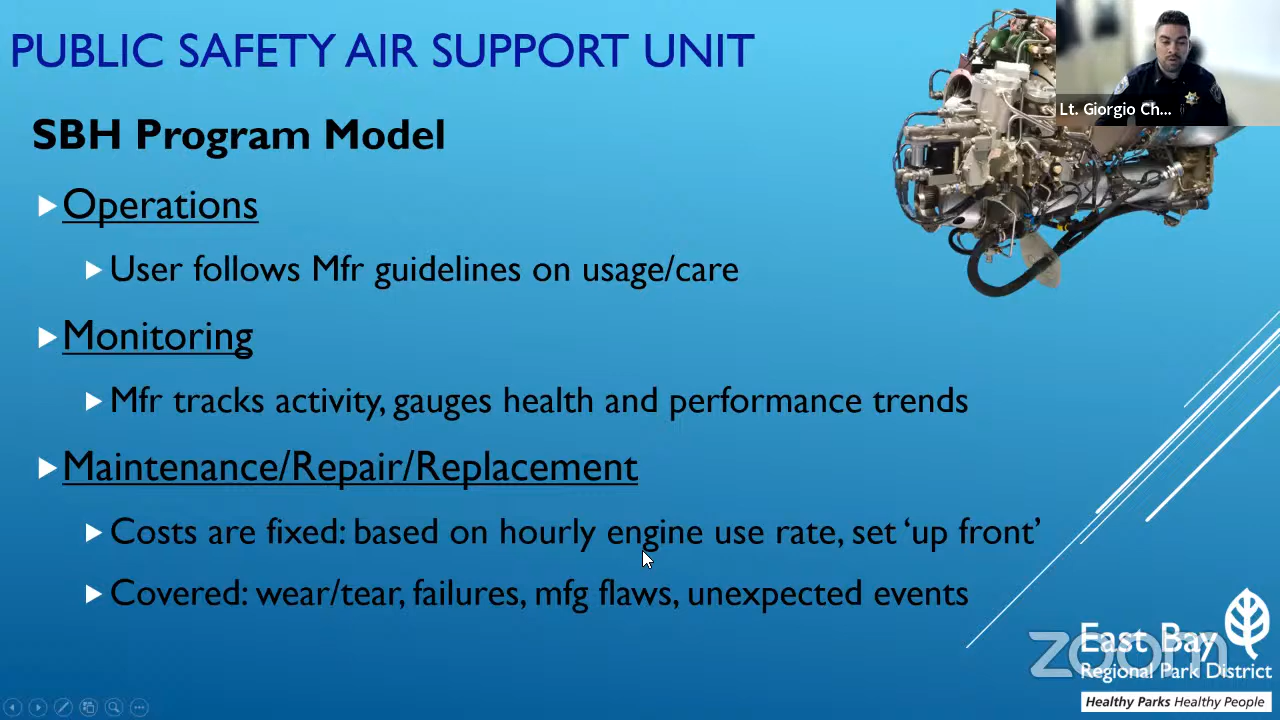 PUBLIC SAFETY AIR SUPPORT UNIT
Lt. Giorgio Ch...
SBH Program Model
Operations
User follows Mfr guidelines on usage/care
Monitoring
Mfr tracks activity, gauges health and performance trends
Maintenance/Repair/Replacement
Costs are fixed: based on hourly engine use rate, set ‘up front’
Covered: wear/tear, failures, mfg flaws, unexpected events
East Bay
zoom
Regional Park District
Healthy Parks Healthy People